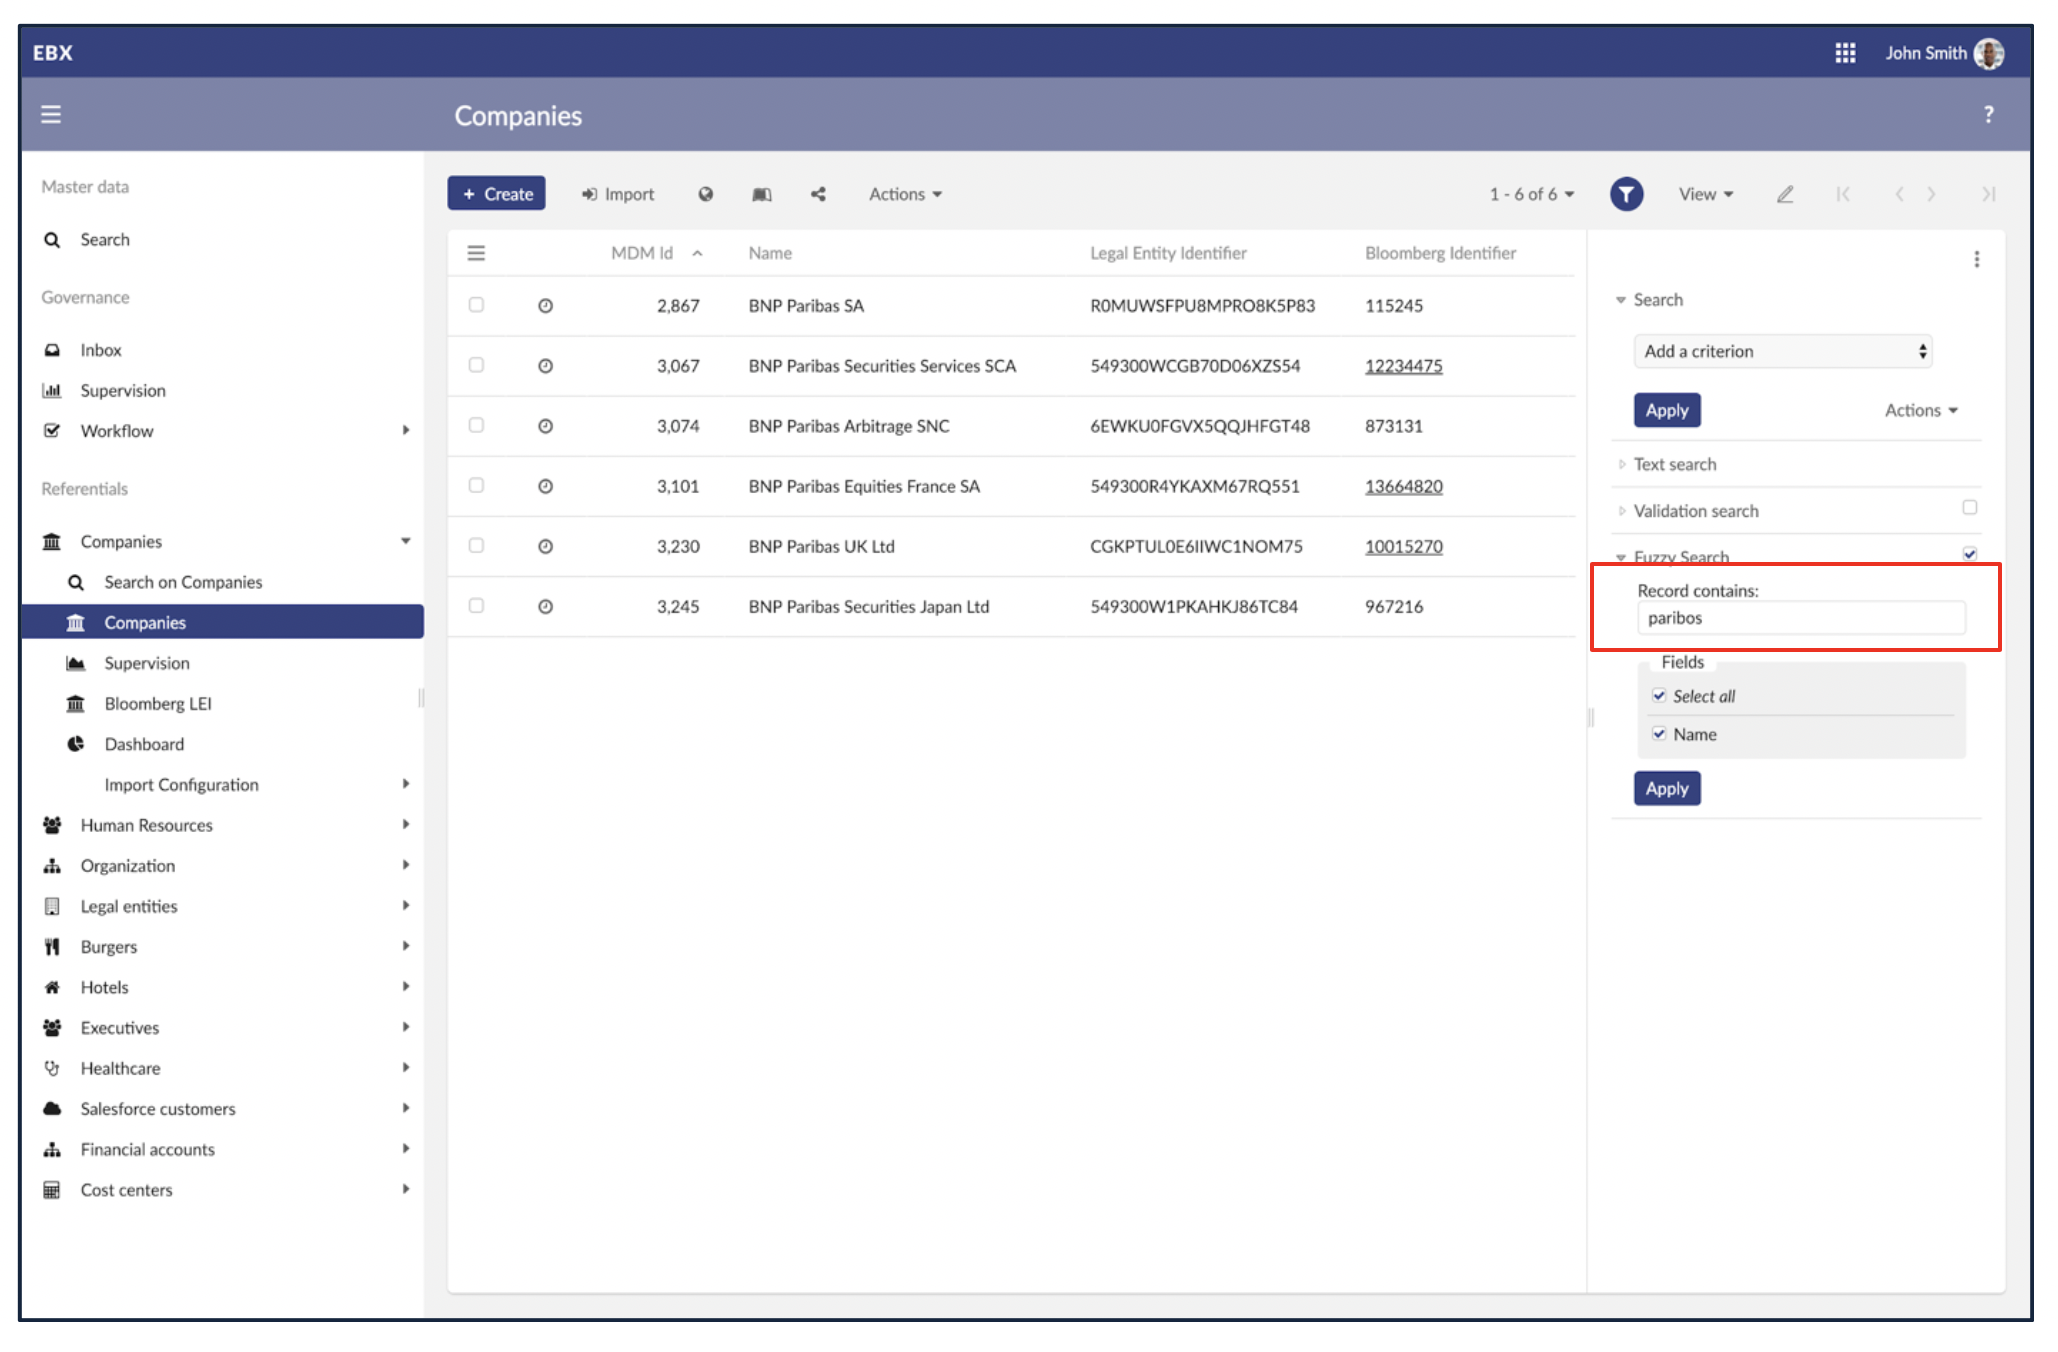 EBX
John Smith
Companies
?
Master data
Search
Governance
Inbox
Supervision
Workflow
Referentials
Companies
Search on Companies
Companies
Supervision
Bloomberg LEI
Dashboard
Import Configuration
Human Resources
Organization
Legal entities
Burgers
Hotels
Executives
Healthcare
Salesforce customers
Financial accounts
Cost centers
+ Create Import Actions 1 - 6 of 6 View
MDM Id Name Legal Entity Identifier Bloomberg Identifier
2,867 BNP Paribas SA R0MUWSFPU8MPRO8K5P83 115245
3,067 BNP Paribas Securities Services SCA 549300WCGB70D06XZS54 12234475
3,074 BNP Paribas Arbitrage SNC 6EWKU0FGVX5QQJHFGT48 873131
3,101 BNP Paribas Equities France SA 549300R4YKAXM67RQ551 13664820
3,230 BNP Paribas UK Ltd CGKPTUL0E6IIWC1NOM75 10015270
3,245 BNP Paribas Securities Japan Ltd 549300W1PKAHKJ86TC84 967216
Search
Add a criterion
Apply Actions
Text search
Validation search
Fuzzy Search
Record contains:
paribos
Fields
Select all
Name
Apply